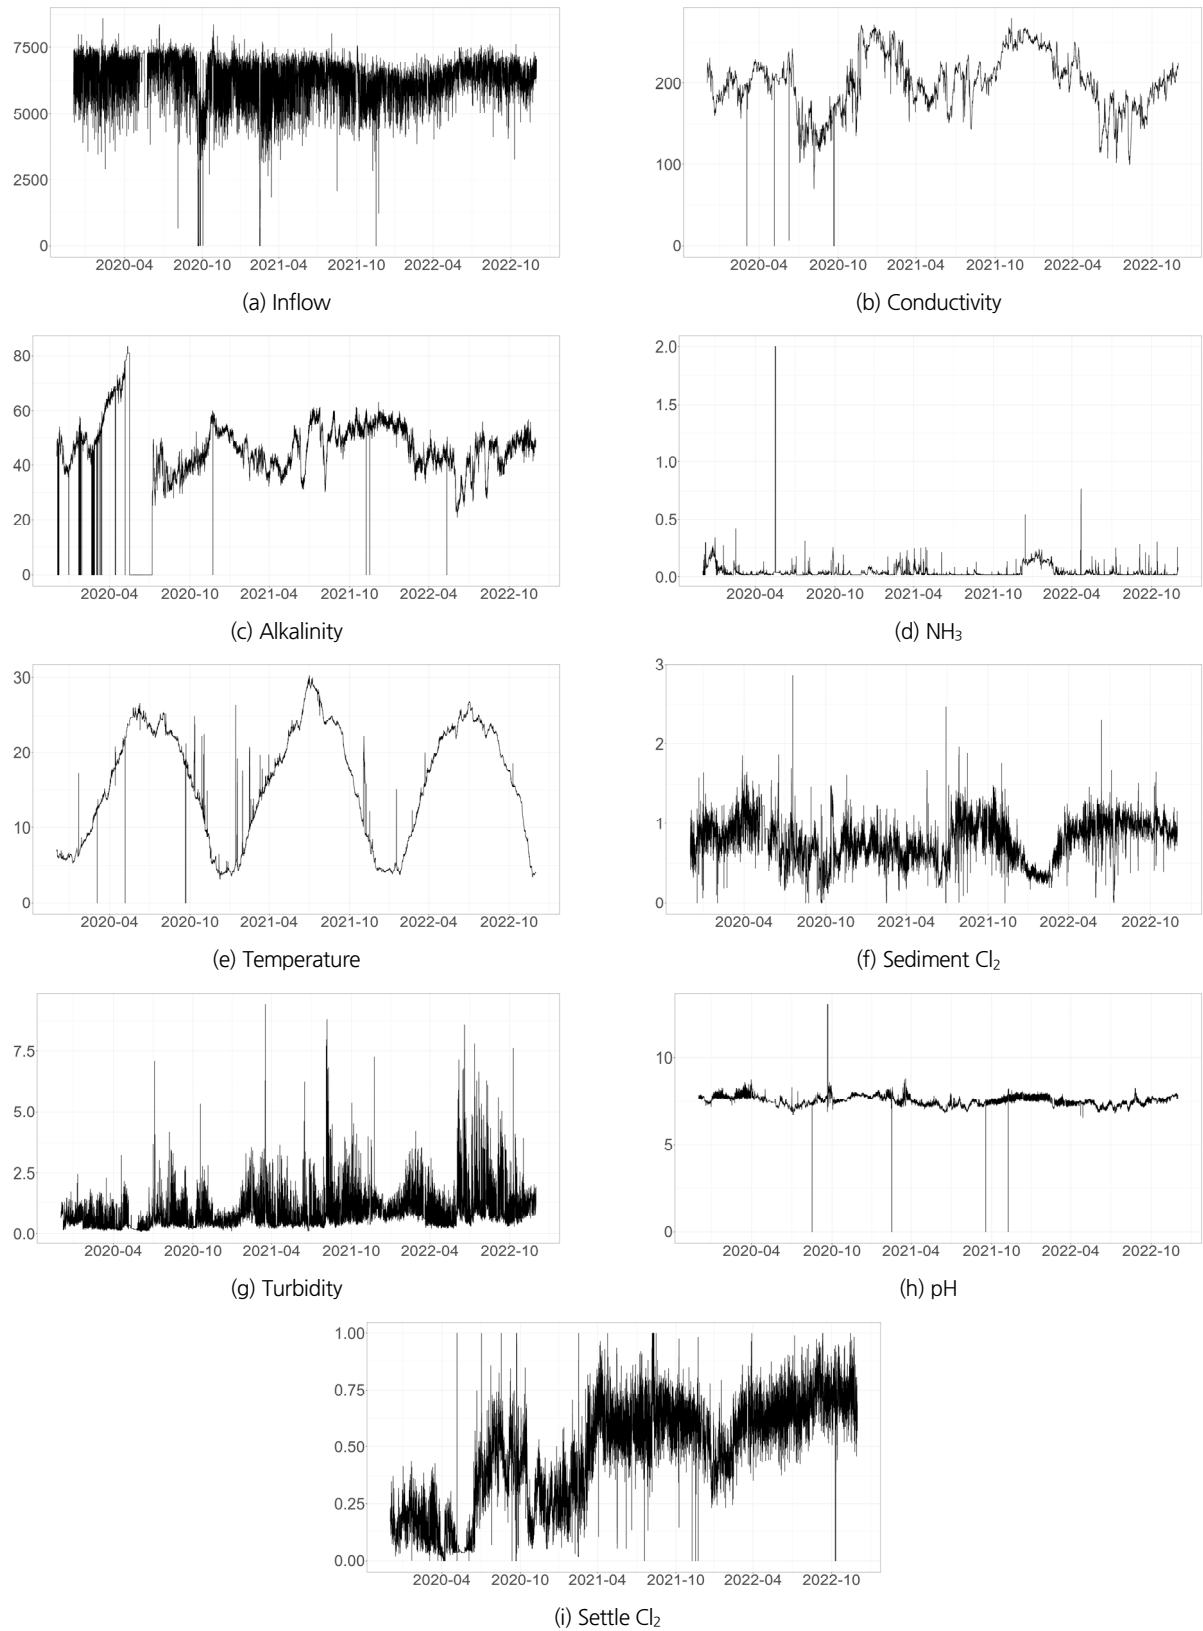 7500
5000
2500
0
2020-04 2020-10 2021-04 2021-10 2022-04 2022-10
(a) Inflow
200
100
0
2020-04 2020-10 2021-04 2021-10 2022-04 2022-10
(b) Conductivity
80
60
40
20
0
2020-04 2020-10 2021-04 2021-10 2022-04 2022-10
(c) Alkalinity
2.0
1.5
1.0
0.5
0.0
2020-04 2020-10 2021-04 2021-10 2022-04 2022-10
(d) NH₃
30
20
10
0
2020-04 2020-10 2021-04 2021-10 2022-04 2022-10
(e) Temperature
3
2
1
0
2020-04 2020-10 2021-04 2021-10 2022-04 2022-10
(f) Sediment Cl₂
7.5
5.0
2.5
0.0
2020-04 2020-10 2021-04 2021-10 2022-04 2022-10
(g) Turbidity
10
5
0
2020-04 2020-10 2021-04 2021-10 2022-04 2022-10
(h) pH
1.00
0.75
0.50
0.25
0.00
2020-04 2020-10 2021-04 2021-10 2022-04 2022-10
(i) Settle Cl₂